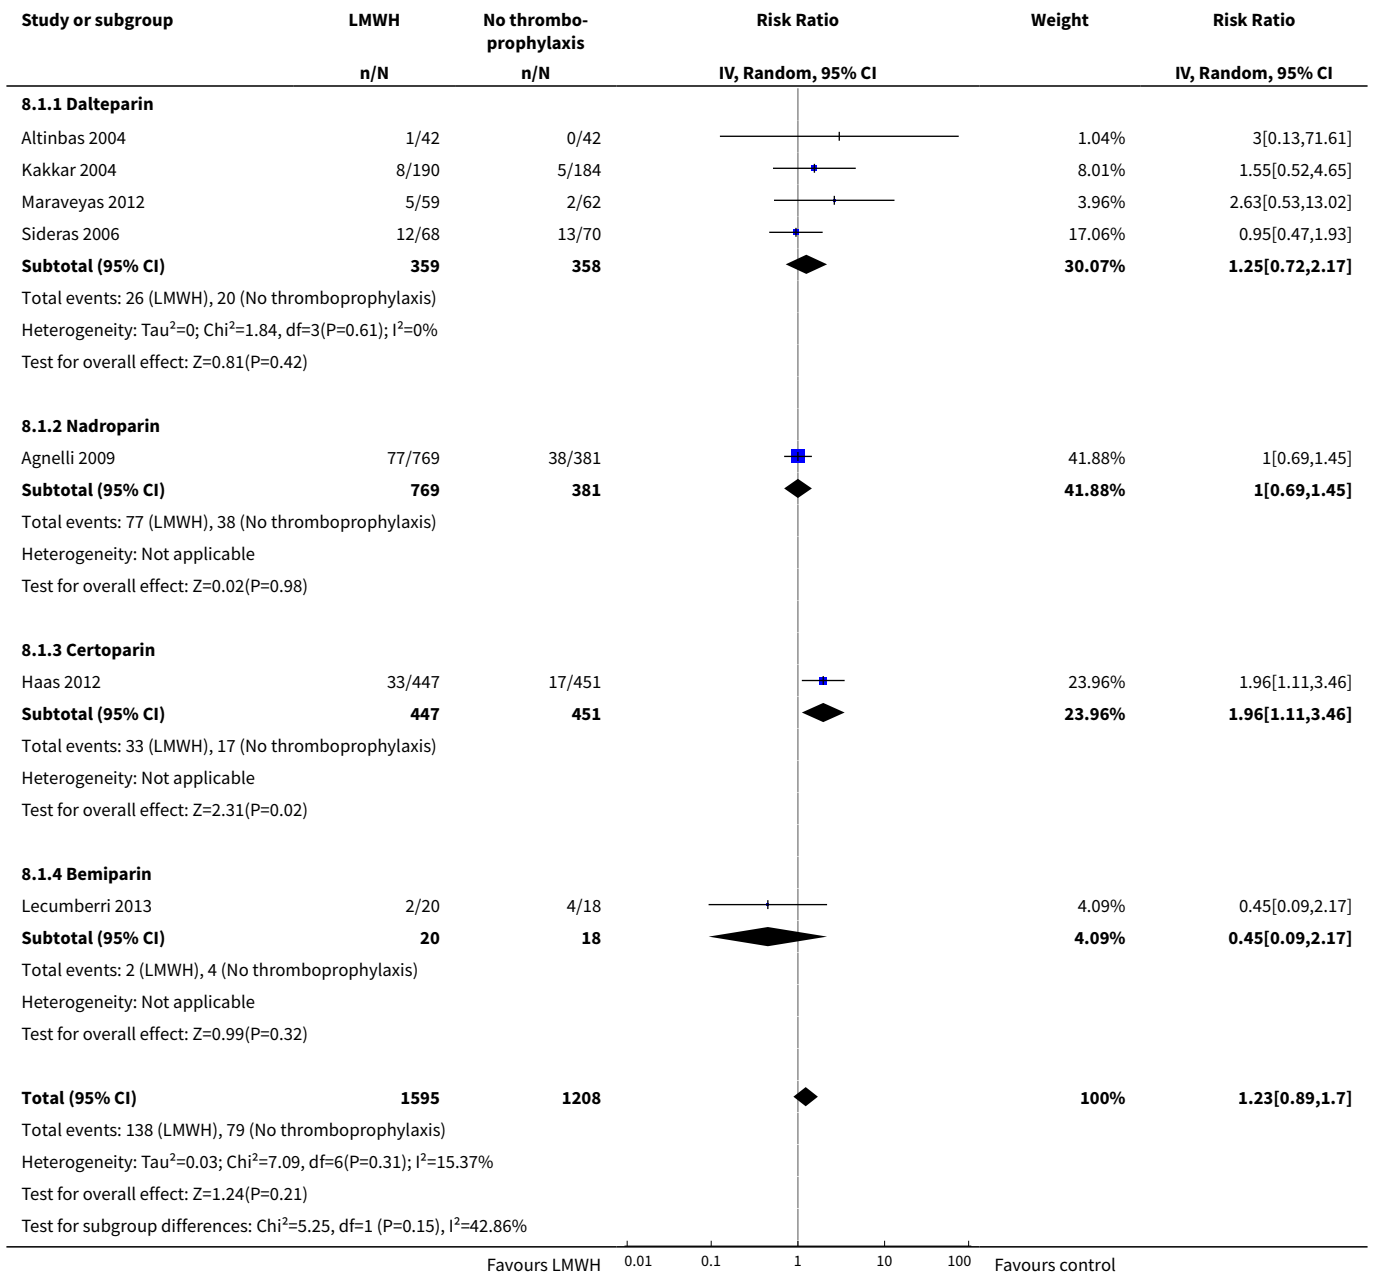 Study or subgroup LMWH No thrombo- Risk Ratio Weight Risk Ratio
prophylaxis
n/N n/N IV, Random, 95% CI IV, Random, 95% CI
8.1.1 Dalteparin
Altinbas 2004 1/42 0/42 1.04% 3[0.13,71.61]
Kakkar 2004 8/190 5/184 8.01% 1.55[0.52,4.65]
Maraveyas 2012 5/59 2/62 3.96% 2.63[0.53,13.02]
Sideras 2006 12/68 13/70 17.06% 0.95[0.47,1.93]
Subtotal (95% CI) 359 358 30.07% 1.25[0.72,2.17]
Total events: 26 (LMWH), 20 (No thromboprophylaxis)
Heterogeneity: Tau²=0; Chi²=1.84, df=3(P=0.61); I²=0%
Test for overall effect: Z=0.81(P=0.42)
8.1.2 Nadroparin
Agnelli 2009 77/769 38/381 41.88% 1[0.69,1.45]
Subtotal (95% CI) 769 381 41.88% 1[0.69,1.45]
Total events: 77 (LMWH), 38 (No thromboprophylaxis)
Heterogeneity: Not applicable
Test for overall effect: Z=0.02(P=0.98)
8.1.3 Certoparin
Haas 2012 33/447 17/451 23.96% 1.96[1.11,3.46]
Subtotal (95% CI) 447 451 23.96% 1.96[1.11,3.46]
Total events: 33 (LMWH), 17 (No thromboprophylaxis)
Heterogeneity: Not applicable
Test for overall effect: Z=2.31(P=0.02)
8.1.4 Bemiparin
Lecumberri 2013 2/20 4/18 4.09% 0.45[0.09,2.17]
Subtotal (95% CI) 20 18 4.09% 0.45[0.09,2.17]
Total events: 2 (LMWH), 4 (No thromboprophylaxis)
Heterogeneity: Not applicable
Test for overall effect: Z=0.99(P=0.32)
Total (95% CI) 1595 1208 100% 1.23[0.89,1.7]
Total events: 138 (LMWH), 79 (No thromboprophylaxis)
Heterogeneity: Tau²=0.03; Chi²=7.09, df=6(P=0.31); I²=15.37%
Test for overall effect: Z=1.24(P=0.21)
Test for subgroup differences: Chi²=5.25, df=1 (P=0.15), I²=42.86%
Favours LMWH 0.01 0.1 1 10 100 Favours control